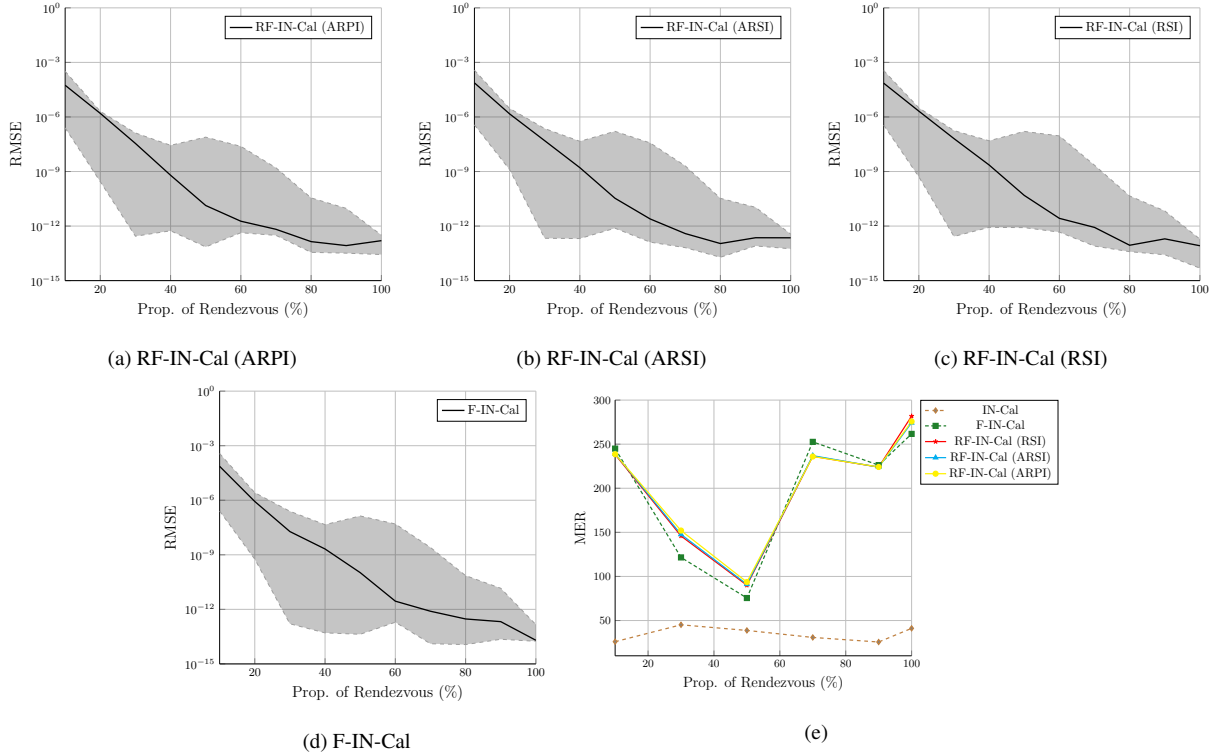 10^0
10^−3
10^−6
10^−9
10^−12
10^−15
RMSE
20 40 60 80 100
Prop. of Rendezvous (%)
RF-IN-Cal (ARPI)
(a) RF-IN-Cal (ARPI)
10^0
10^−3
10^−6
10^−9
10^−12
10^−15
RMSE
20 40 60 80 100
Prop. of Rendezvous (%)
RF-IN-Cal (ARSI)
(b) RF-IN-Cal (ARSI)
10^0
10^−3
10^−6
10^−9
10^−12
10^−15
RMSE
20 40 60 80 100
Prop. of Rendezvous (%)
RF-IN-Cal (RSI)
(c) RF-IN-Cal (RSI)
10^0
10^−3
10^−6
10^−9
10^−12
10^−15
RMSE
20 40 60 80 100
Prop. of Rendezvous (%)
F-IN-Cal
(d) F-IN-Cal
300
250
200
150
100
50
MER
20 40 60 80 100
Prop. of Rendezvous (%)
IN-Cal
F-IN-Cal
RF-IN-Cal (RSI)
RF-IN-Cal (ARSI)
RF-IN-Cal (ARPI)
(e)